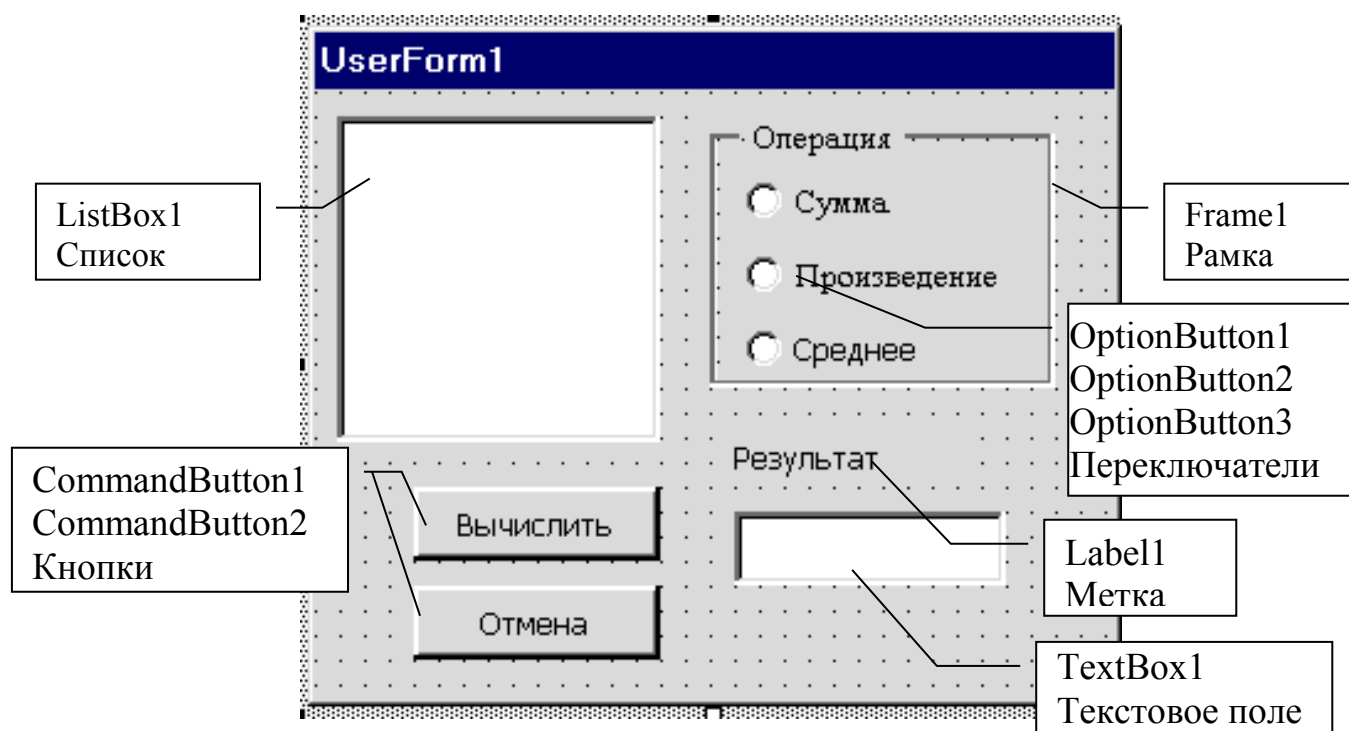 UserForm1
ListBox1
Список
Операция
Сумма
Произведение
Среднее
Frame1
Рамка
OptionButton1
OptionButton2
OptionButton3
Переключатели
CommandButton1
CommandButton2
Кнопки
Вычислить
Отмена
Результат
Label1
Метка
TextBox1
Текстовое поле